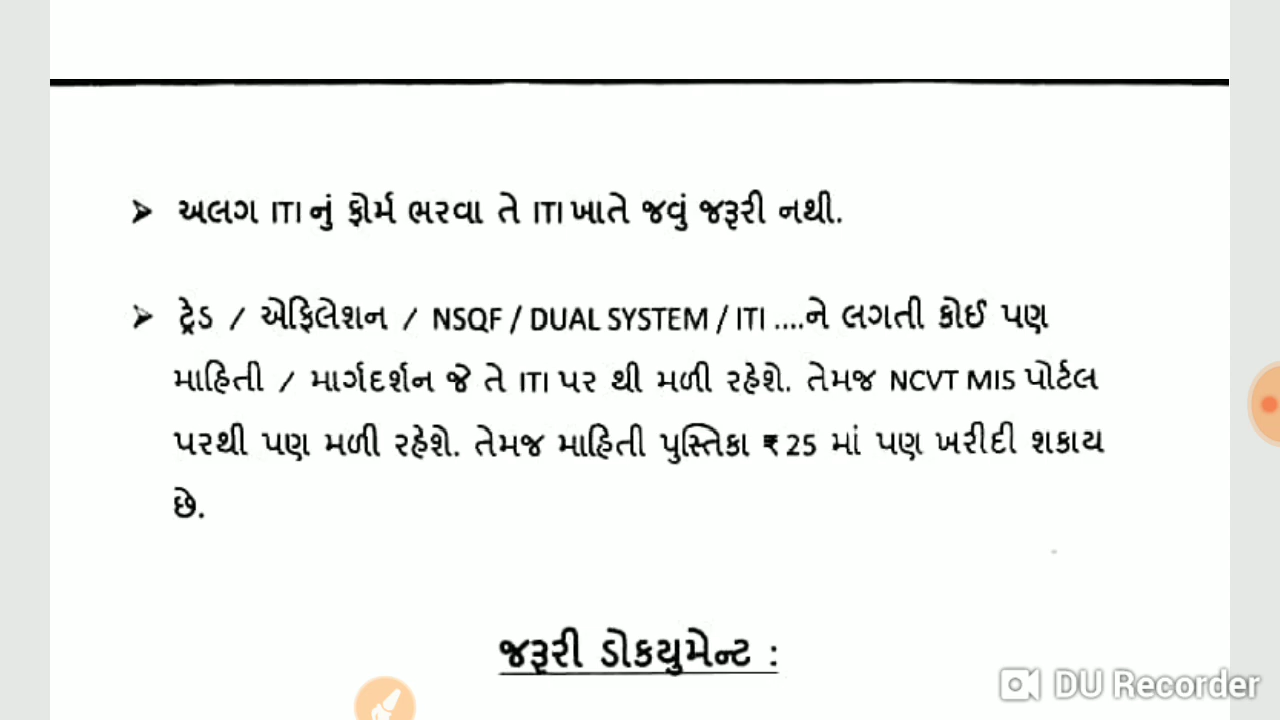 ➢ અલગ ITI નું ફોર્મ ભરવા તે ITI ખાતે જવું જરૂરી નથી.
➢ ટ્રેડ / એફિલેશન / NSQF / DUAL SYSTEM / ITI ....ને લગતી કોઈ પણ
માહિતી / માર્ગદર્શન જે તે ITI પર થી મળી રહેશે. તેમજ NCVT MIS પોર્ટલ
પરથી પણ મળી રહેશે. તેમજ માહિતી પુસ્તિકા ₹ 25 માં પણ ખરીદી શકાય
છે.
જરૂરી ડોકયુમેન્ટ :
DU Recorder